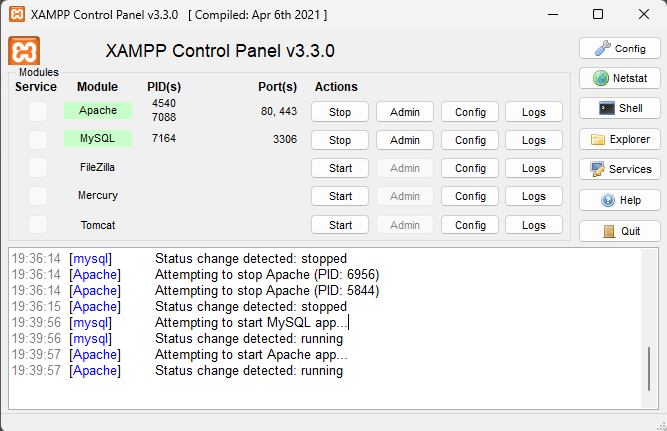 XAMPP Control Panel v3.3.0 [ Compiled: Apr 6th 2021 ]
XAMPP Control Panel v3.3.0
Config
Modules
Service Module PID(s) Port(s) Actions
Netstat
Apache 4540 7088 80, 443 Stop Admin Config Logs
Shell
MySQL 7164 3306 Stop Admin Config Logs
Explorer
FileZilla Start Admin Config Logs
Services
Mercury Start Admin Config Logs
Help
Tomcat Start Admin Config Logs
Quit
19:36:14 [mysql] Status change detected: stopped
19:36:14 [Apache] Attempting to stop Apache (PID: 6956)
19:36:14 [Apache] Attempting to stop Apache (PID: 5844)
19:36:15 [Apache] Status change detected: stopped
19:39:56 [mysql] Attempting to start MySQL app...
19:39:56 [mysql] Status change detected: running
19:39:57 [Apache] Attempting to start Apache app...
19:39:57 [Apache] Status change detected: running